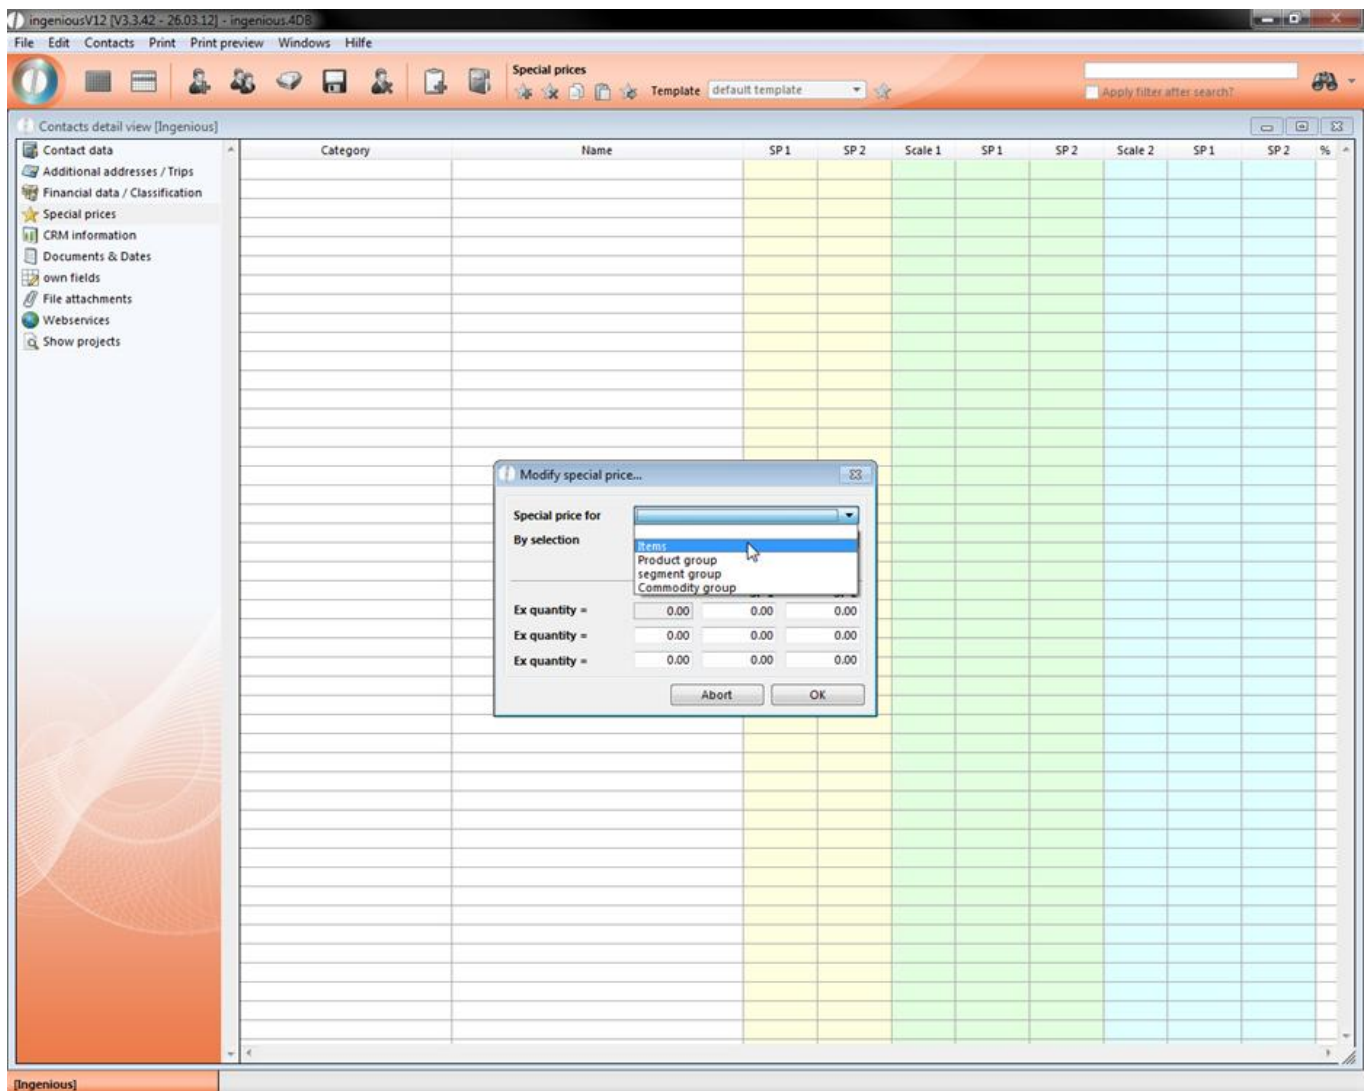 ingeniousV12 [V3.3.42 - 26.03.12] - ingenious.4DB
File Edit Contacts Print Print preview Windows Hilfe
Special prices
Template default template
Apply filter after search?
Contacts detail view [Ingenious]
Contact data
Additional addresses / Trips
Financial data / Classification
Special prices
CRM information
Documents & Dates
own fields
File attachments
Webservices
Show projects
Category Name SP 1 SP 2 Scale 1 SP 1 SP 2 Scale 2 SP 1 SP 2 %
Modify special price...
Special price for
By selection
Items
Product group
segment group
Commodity group
Ex quantity = 0.00 0.00 0.00
Ex quantity = 0.00 0.00 0.00
Ex quantity = 0.00 0.00 0.00
Abort OK
[Ingenious]